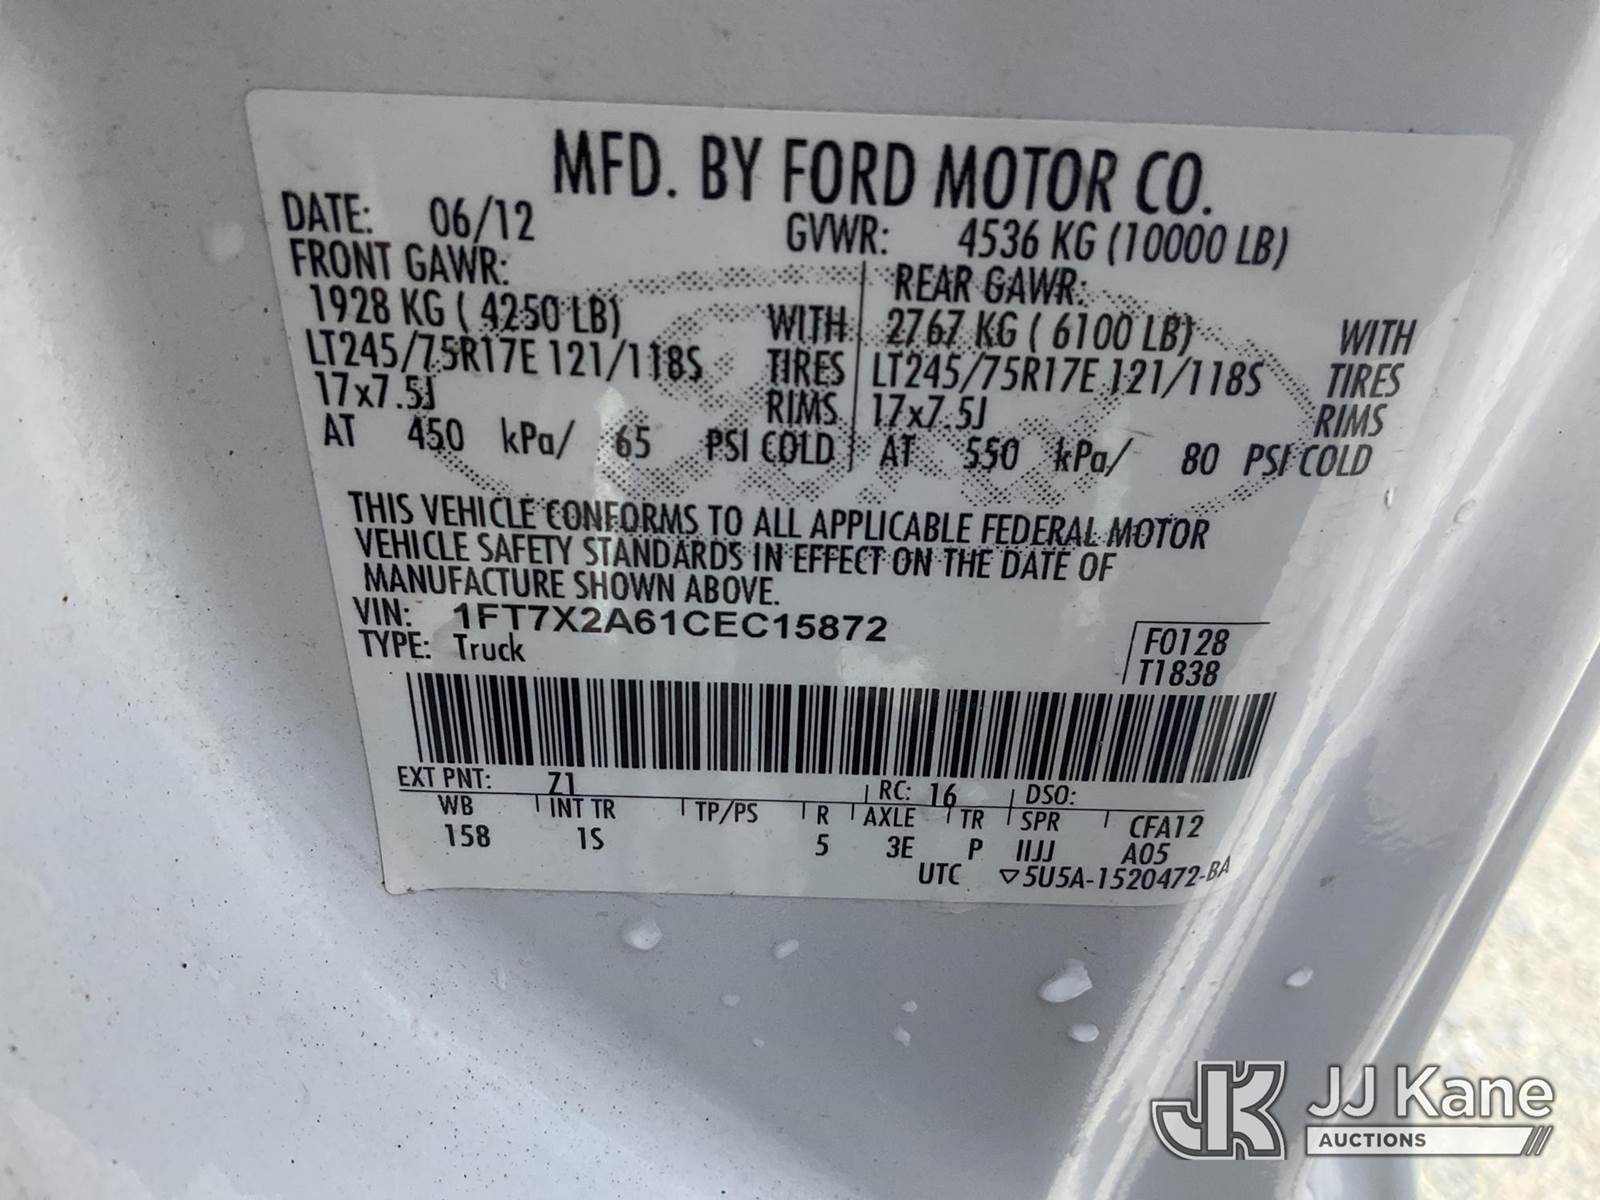 MFD. BY FORD MOTOR CO.
DATE: 06/12 GVWR: 4536 KG (10000 LB)
FRONT GAWR: REAR GAWR:
1928 KG ( 4250 LB) WITH 2767 KG ( 6100 LB) WITH
LT245/75R17E 121/118S TIRES LT245/75R17E 121/118S TIRES
17x7.5J RIMS 17x7.5J RIMS
AT 450 kPa/ 65 PSI COLD AT 550 kPa/ 80 PSI COLD
THIS VEHICLE CONFORMS TO ALL APPLICABLE FEDERAL MOTOR
VEHICLE SAFETY STANDARDS IN EFFECT ON THE DATE OF
MANUFACTURE SHOWN ABOVE.
VIN: 1FT7X2A61CEC15872
TYPE: Truck
F0128
T1838
EXT PNT: Z1 RC: 16 DSO:
WB INT TR TP/PS R AXLE TR SPR CFA12
158 1S 5 3E P IIJJ A05
UTC ▽5U5A-1520472-BA
JK JJ Kane
AUCTIONS